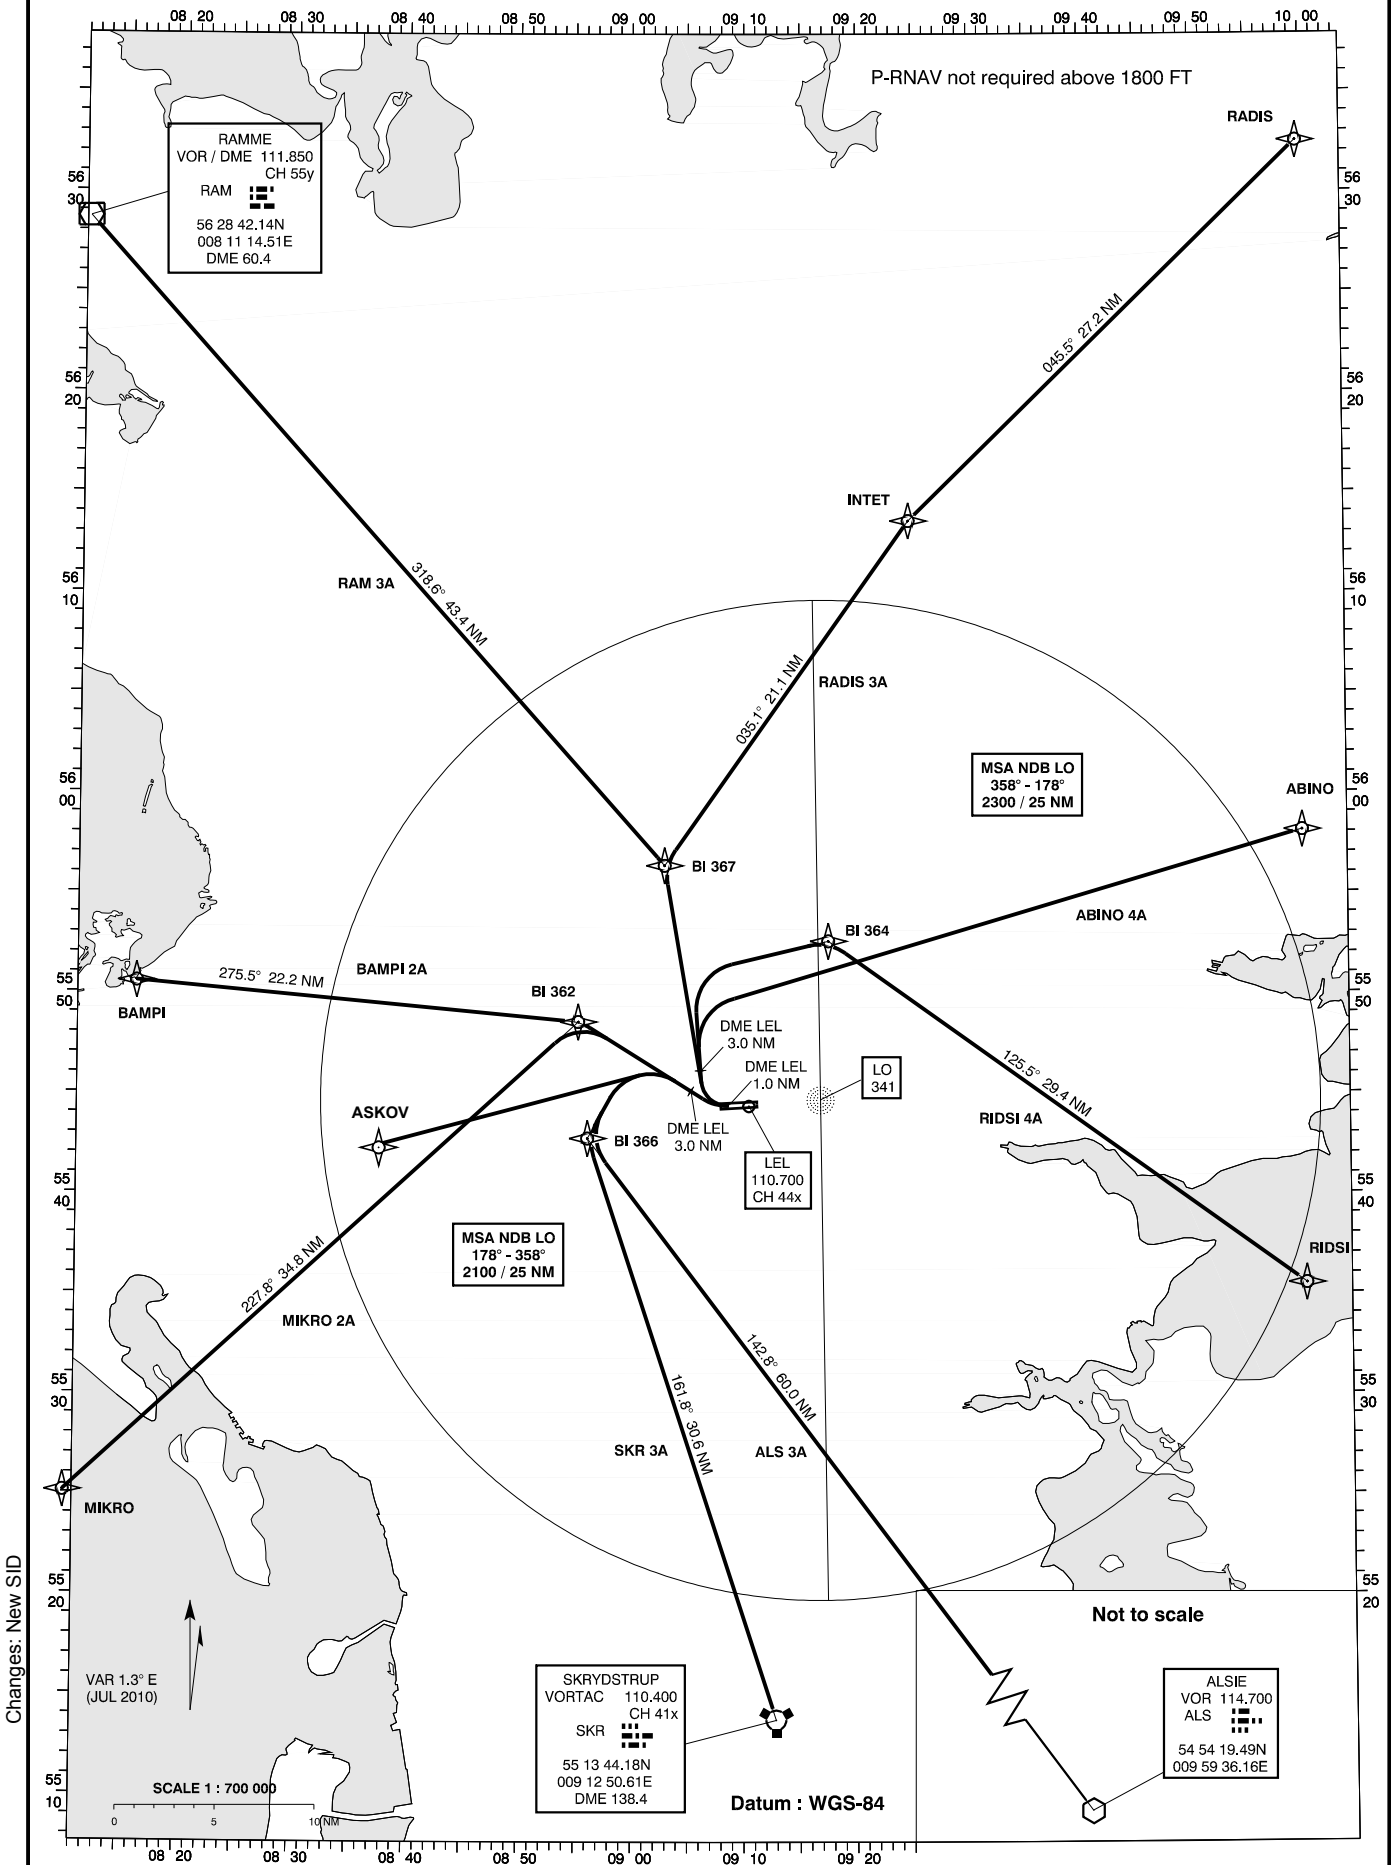 08 20
08 30
08 40
08 50
09 00
09 10
09 20
09 30
09 40
09 50
10 00
P-RNAV not required above 1800 FT
RADIS
RAMME
VOR / DME 111.850
CH 55y
RAM
56 28 42.14N
008 11 14.51E
DME 60.4
56
30
56
30
045.5° 27.2 NM
56
20
56
20
INTET
RAM 3A
318.6° 43.4 NM
56
10
56
10
RADIS 3A
035.1° 21.1 NM
MSA NDB LO
358° - 178°
2300 / 25 NM
56
00
56
00
ABINO
BI 367
ABINO 4A
BI 364
BAMPI 2A
275.5° 22.2 NM
55
50
55
50
BAMPI
BI 362
DME LEL
3.0 NM
DME LEL
1.0 NM
LO
341
125.5° 29.4 NM
ASKOV
RIDSI 4A
DME LEL
3.0 NM
BI 366
LEL
110.700
CH 44x
55
40
55
40
MSA NDB LO
178° - 358°
2100 / 25 NM
RIDSI
227.8° 34.8 NM
MIKRO 2A
142.8° 60.0 NM
161.8° 30.6 NM
55
30
55
30
SKR 3A
ALS 3A
MIKRO
Changes: New SID
55
20
55
20
Not to scale
VAR 1.3° E
(JUL 2010)
SKRYDSTRUP
VORTAC 110.400
CH 41x
SKR
55 13 44.18N
009 12 50.61E
DME 138.4
ALSIE
VOR 114.700
ALS
54 54 19.49N
009 59 36.16E
SCALE 1 : 700 000
0 5 10 NM
55
10
Datum : WGS-84
08 20
08 30
08 40
08 50
09 00
09 10
09 20